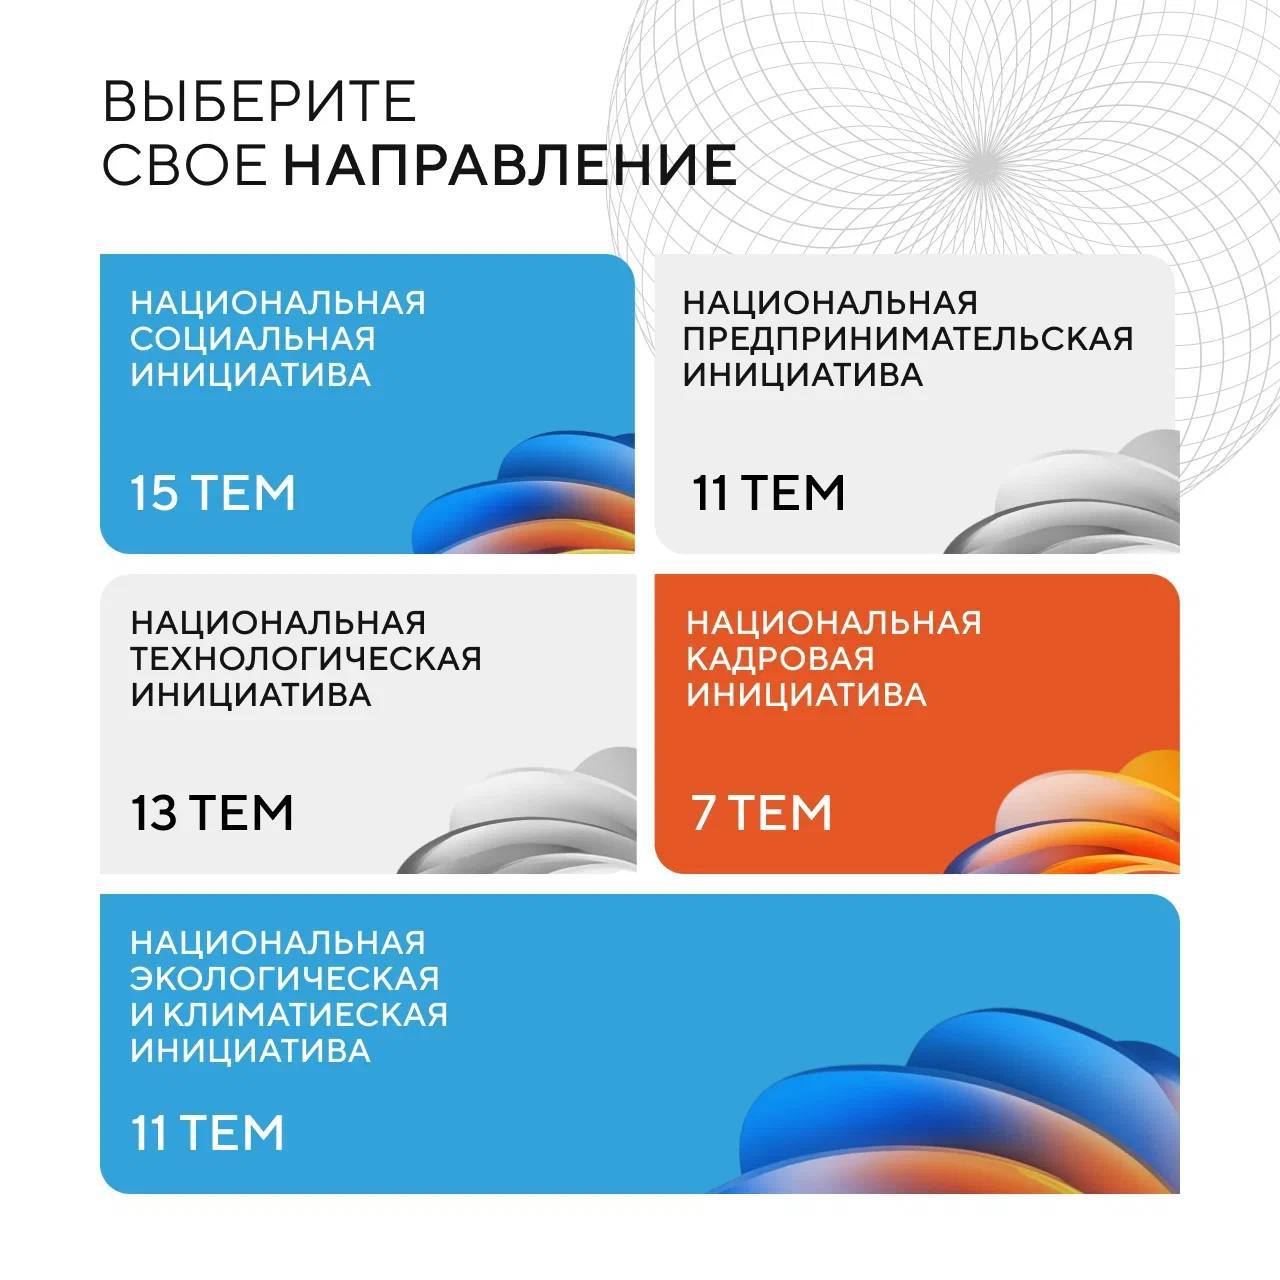 ВЫБЕРИТЕ
СВОЕ НАПРАВЛЕНИЕ
НАЦИОНАЛЬНАЯ
СОЦИАЛЬНАЯ
ИНИЦИАТИВА
15 ТЕМ
НАЦИОНАЛЬНАЯ
ПРЕДПРИНИМАТЕЛЬСКАЯ
ИНИЦИАТИВА
11 ТЕМ
НАЦИОНАЛЬНАЯ
ТЕХНОЛОГИЧЕСКАЯ
ИНИЦИАТИВА
13 ТЕМ
НАЦИОНАЛЬНАЯ
КАДРОВАЯ
ИНИЦИАТИВА
7 ТЕМ
НАЦИОНАЛЬНАЯ
ЭКОЛОГИЧЕСКАЯ
И КЛИМАТИЕСКАЯ
ИНИЦИАТИВА
11 ТЕМ